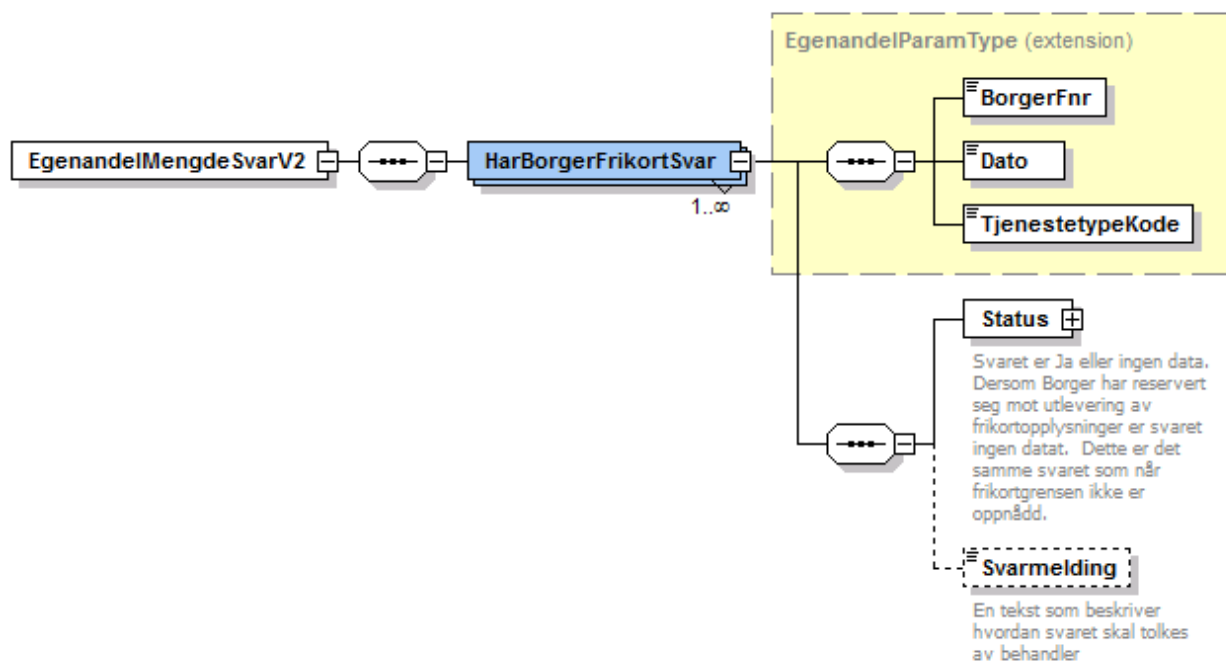 EgenandelParamType (extension)
BorgerFnr
EgenandelMengdeSvarV2
HarBorgerFrikortSvar
Dato
1..∞
TjenestetypeKode
Status
Svaret er Ja eller ingen data.
Dersom Borger har reservert
seg mot utlevering av
frikortopplysninger er svaret
ingen datat. Dette er det
samme svaret som når
frikortgrensen ikke er
oppnådd.
Svarmelding
En tekst som beskriver
hvordan svaret skal tolkes
av behandler